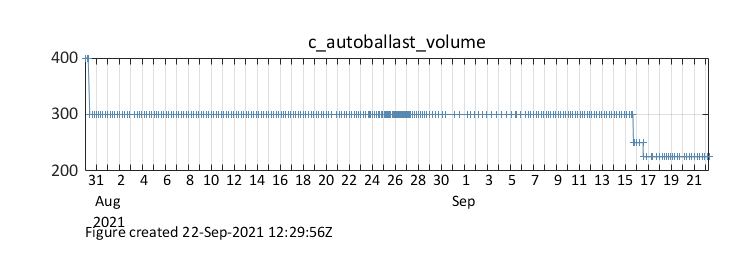 c_autoballast_volume
400
300
200
31 2 4 6 8 10 12 14 16 18 20 22 24 26 28 30 1 3 5 7 9 11 13 15 17 19 21
Aug Sep
2021
Figure created 22-Sep-2021 12:29:56Z